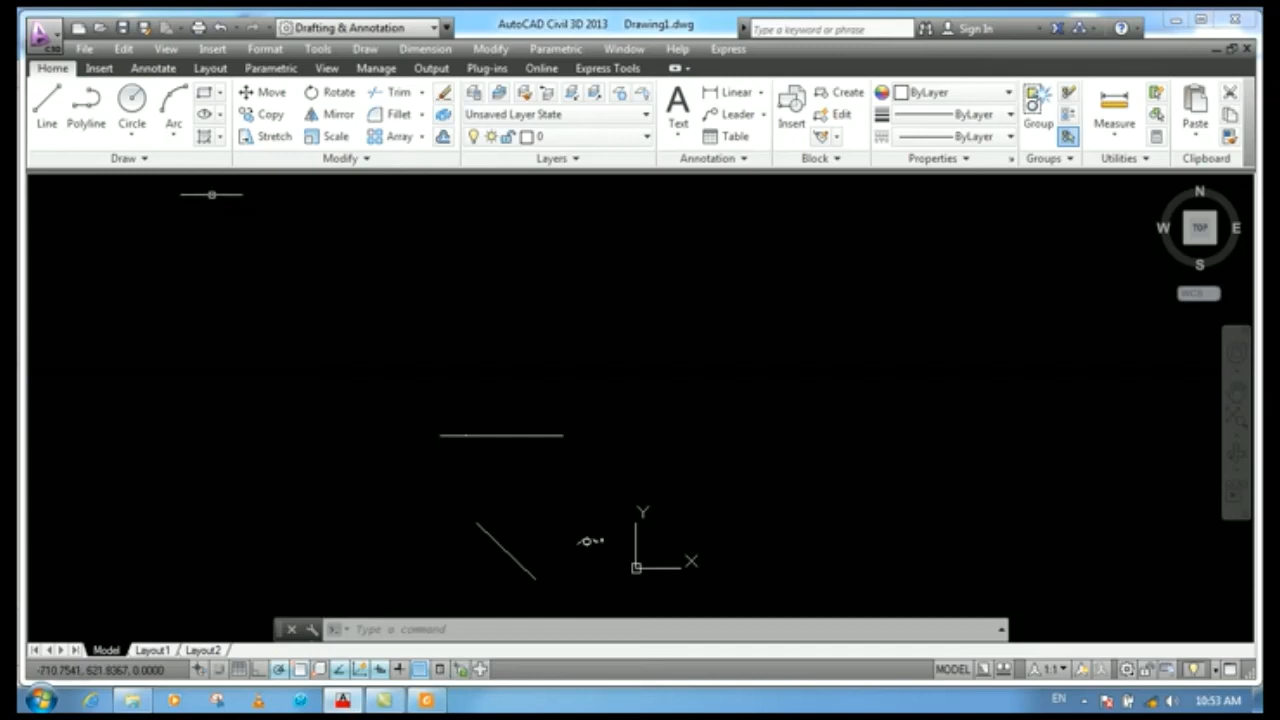 Drafting & Annotation AutoCAD Civil 3D 2013 Drawing1.dwg Type a keyword or phrase Sign In
C3D File Edit View Insert Format Tools Draw Dimension Modify Parametric Window Help Express
Home Insert Annotate Layout Parametric View Manage Output Plug-ins Online Express Tools
Move Rotate Trim Create ByLayer
Unsaved Layer State
Line Polyline Circle Arc Copy Mirror Fillet Text Linear Leader Insert Edit ByLayer Group Measure Paste
Stretch Scale Array 0 Table ByLayer
Draw Modify Layers Annotation Block Properties Groups Utilities Clipboard
N
W TOP E
S
WCS
Y
X
Type a command
Model Layout1 Layout2
-710.7541, 621.8367, 0.0000 MODEL 1:1
EN 10:53 AM